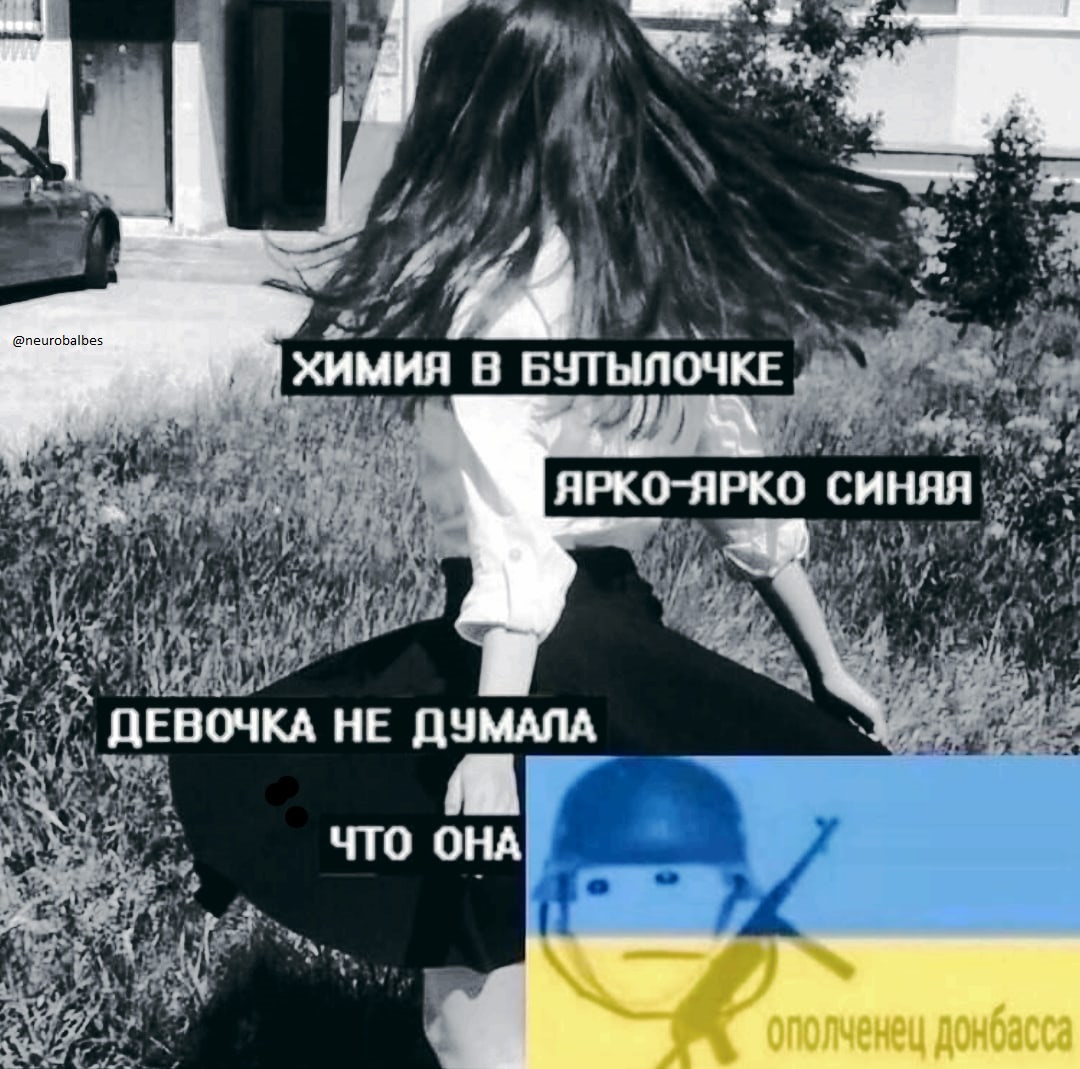 @neurobalbes
ХИМИЯ В БУТЫЛОЧКЕ
ЯРКО-ЯРКО СИНЯЯ
ДЕВОЧКА НЕ ДУМАЛА
ЧТО ОНА
ополченец донбасса